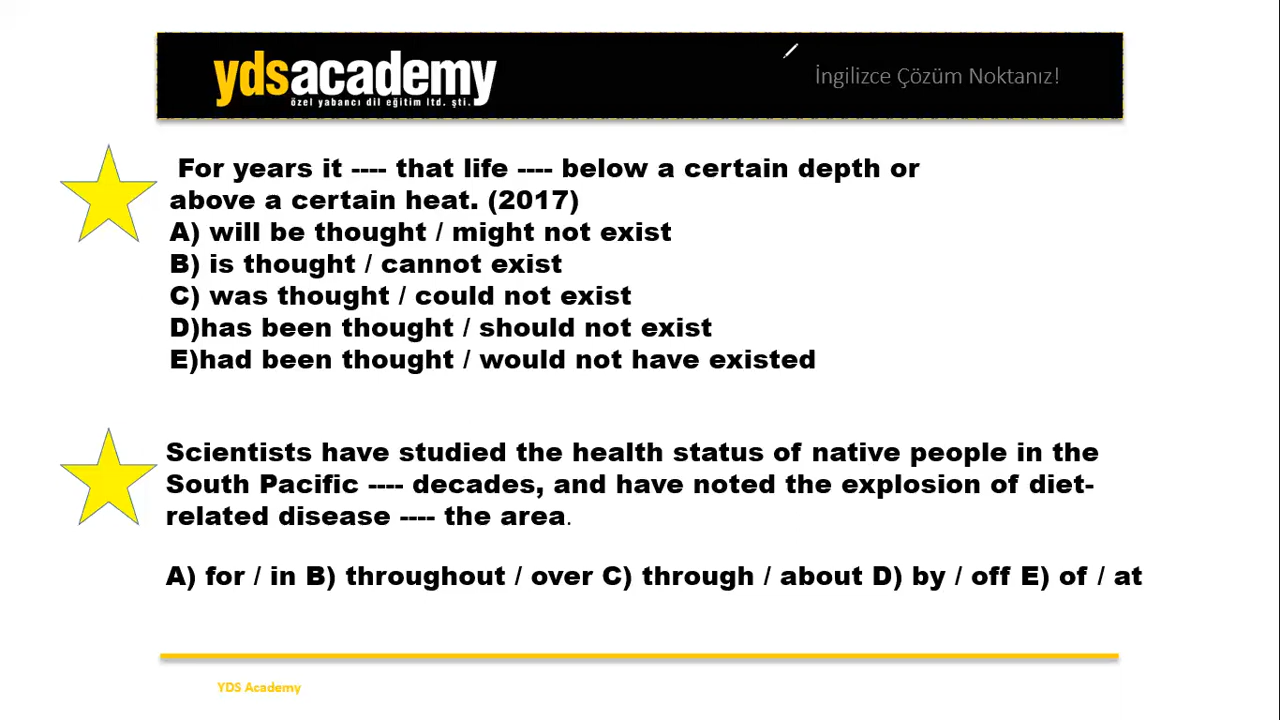 ydsacademy
özel yabancı dil eğitim ltd. şti.
İngilizce Çözüm Noktanız!
For years it ---- that life ---- below a certain depth or
above a certain heat. (2017)
A) will be thought / might not exist
B) is thought / cannot exist
C) was thought / could not exist
D)has been thought / should not exist
E)had been thought / would not have existed
Scientists have studied the health status of native people in the
South Pacific ---- decades, and have noted the explosion of diet-
related disease ---- the area.
A) for / in B) throughout / over C) through / about D) by / off E) of / at
YDS Academy